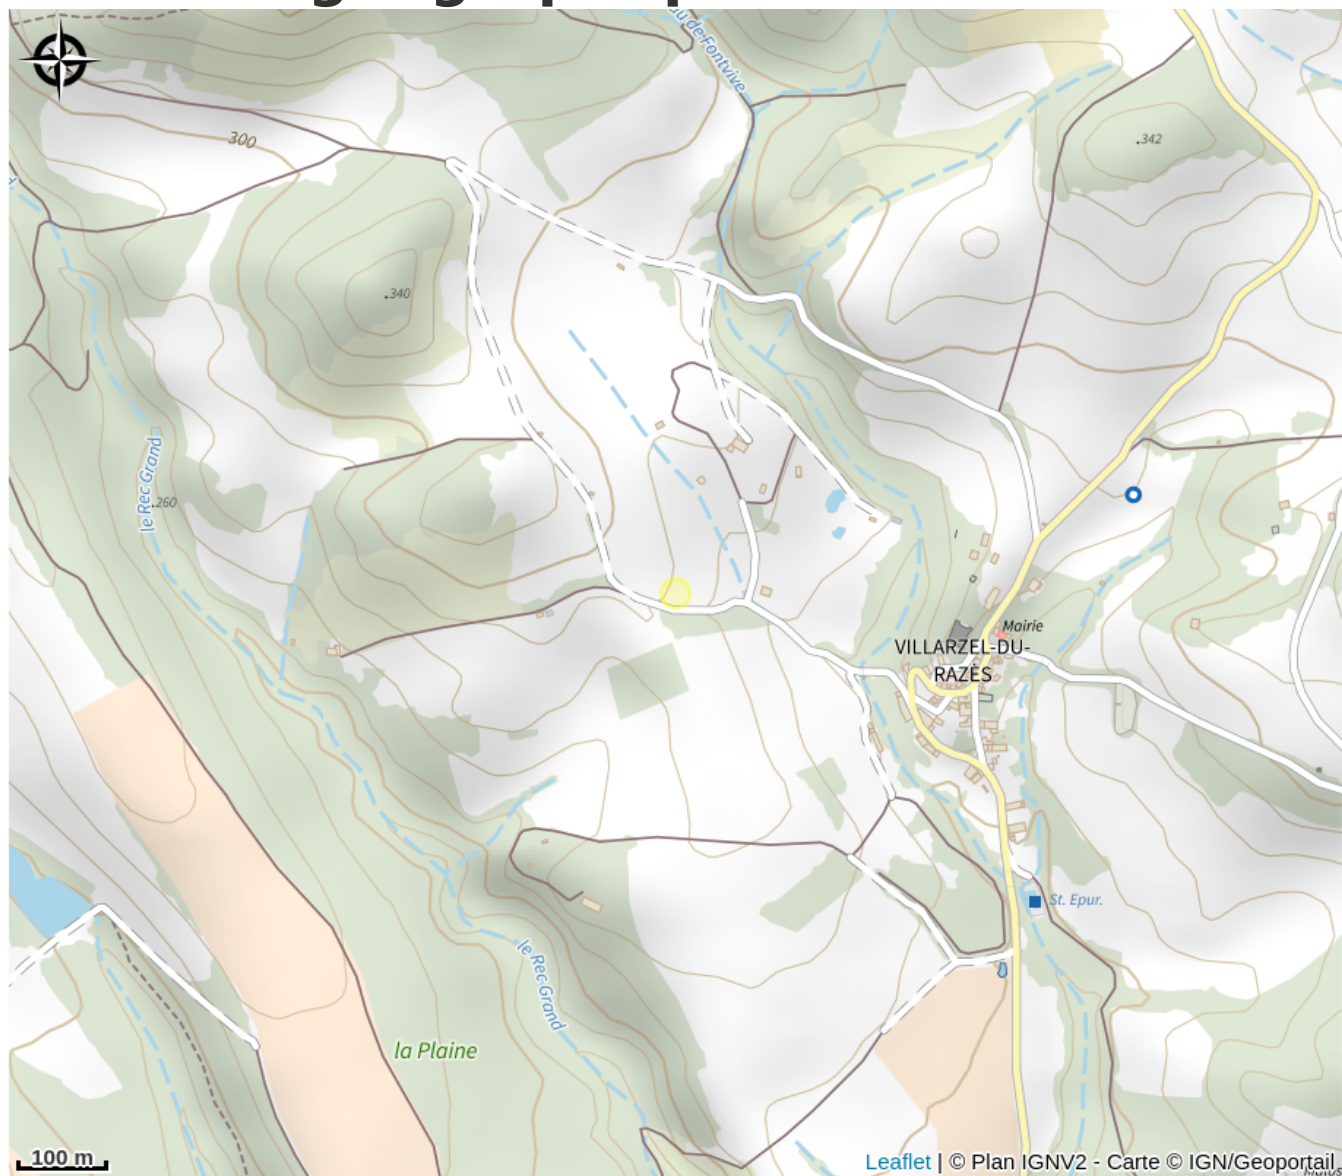 de Fontvive
300
.342
.340
le Rec Grand
.260
Mairie
VILLARZEL-DU-
RAZÈS
St. Epur.
le Rec Grand
la Plaine
100 m
Leaflet | © Plan IGNV2 - Carte © IGN/Geoportail